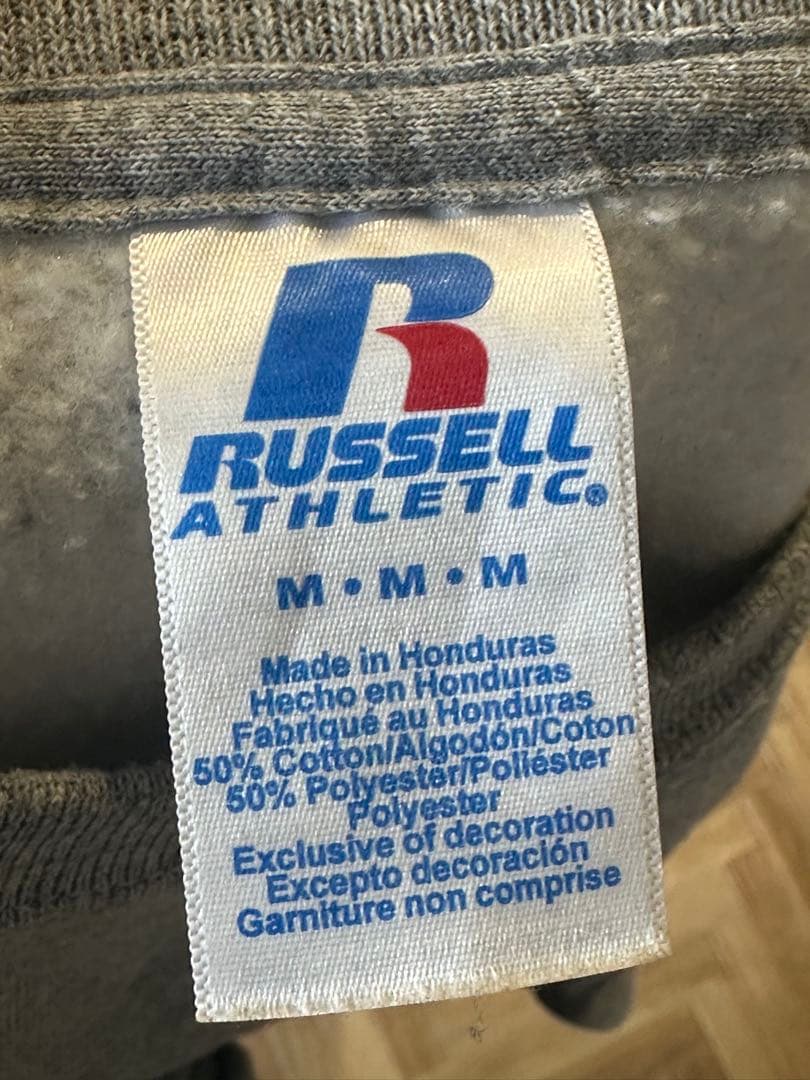 R
RUSSELL
ATHLETIC®
M • M • M
Made in Honduras
Hecho en Honduras
Fabriqué au Honduras
50% Cotton/Algodón/Coton
50% Polyester/Poliéster
Polyester
Exclusive of decoration
Excepto decoración
Garniture non comprise